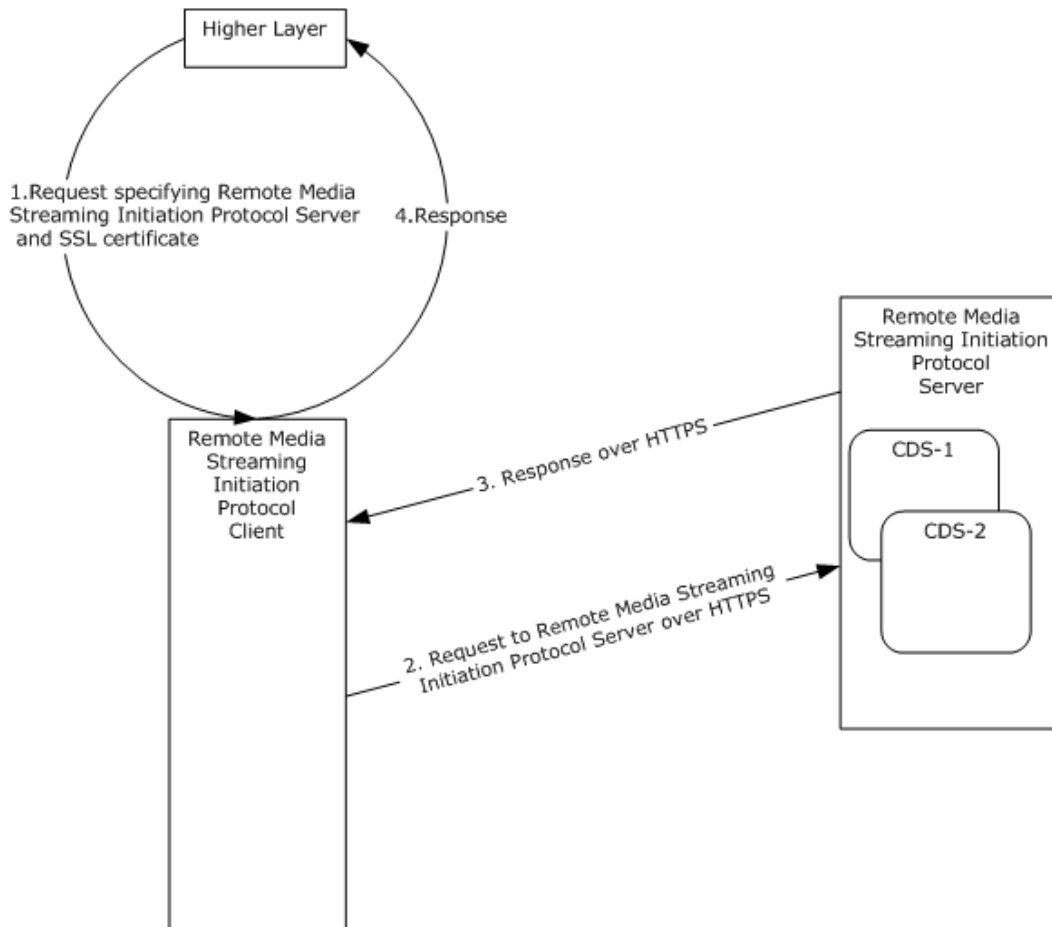 Higher Layer
1.Request specifying Remote Media
Streaming Initiation Protocol Server
and SSL certificate
4.Response
Remote Media
Streaming Initiation
Protocol
Server
CDS-1
CDS-2
Remote Media
Streaming
Initiation
Protocol
Client
3. Response over HTTPS
2. Request to Remote Media Streaming
Initiation Protocol Server over HTTPS